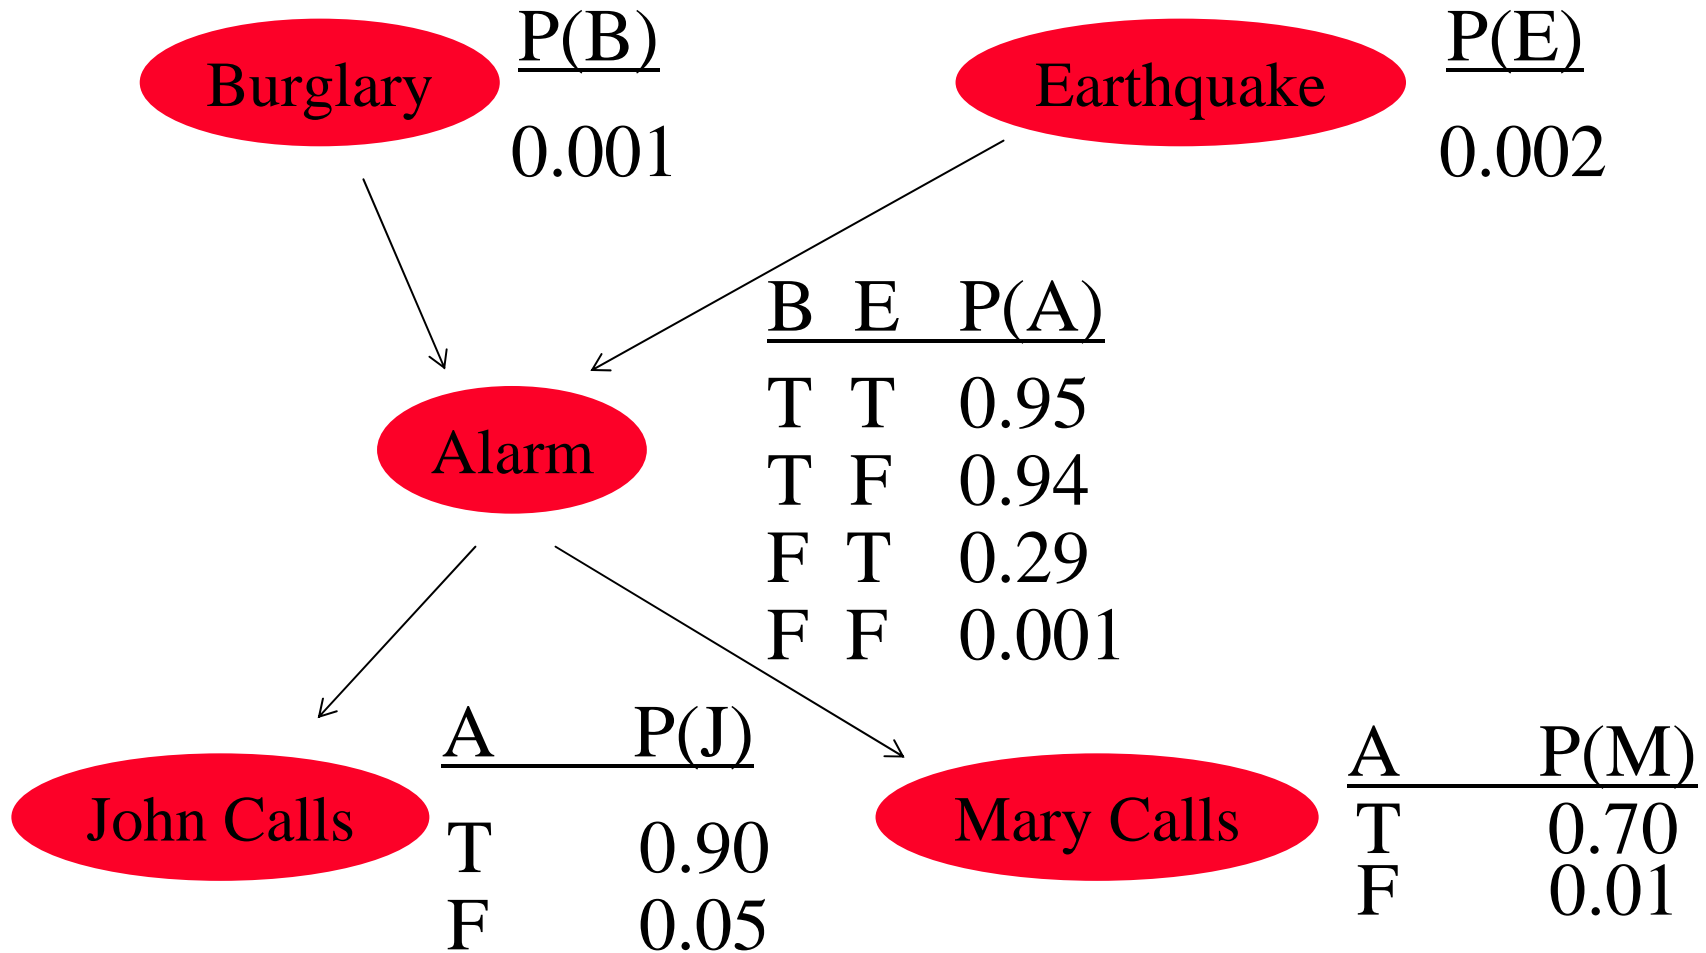 Burglary
P(B)
0.001
Earthquake
P(E)
0.002
B E P(A)
T T 0.95
T F 0.94
F T 0.29
F F 0.001
Alarm
John Calls
A P(J)
T 0.90
F 0.05
Mary Calls
A P(M)
T 0.70
F 0.01